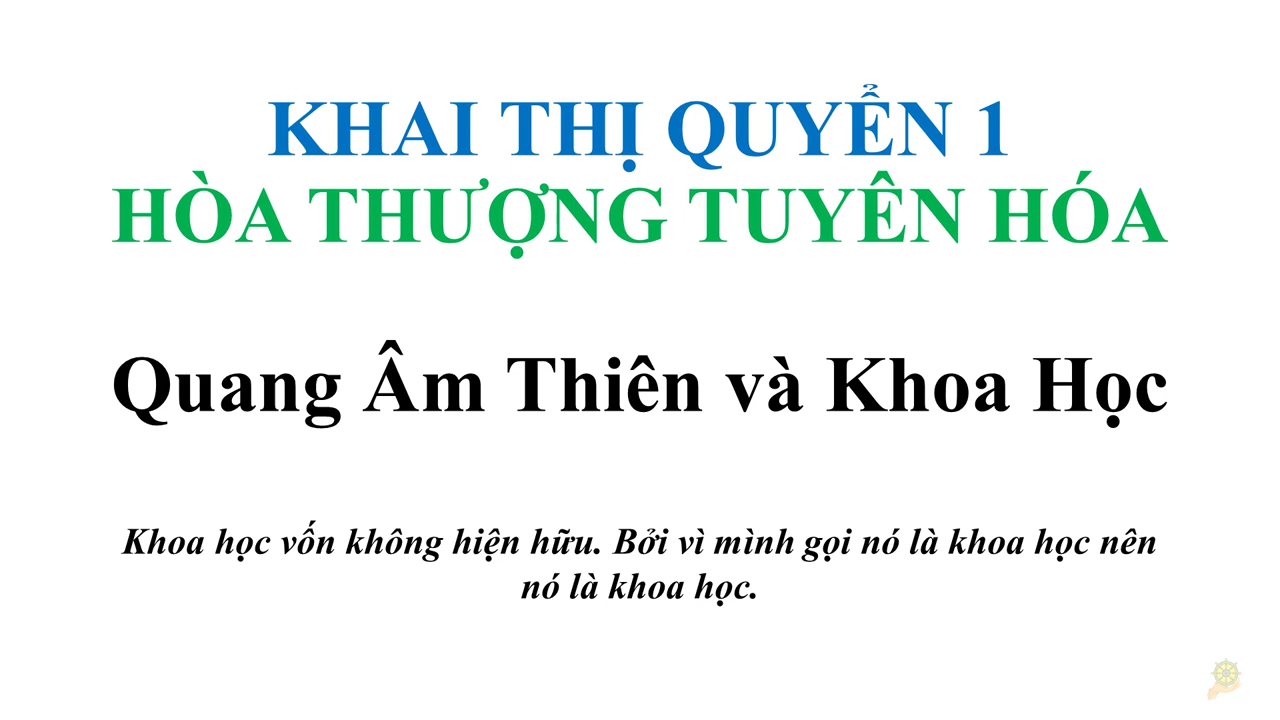 KHAI THỊ QUYỂN 1
HÒA THƯỢNG TUYÊN HÓA
Quang Âm Thiên và Khoa Học
Khoa học vốn không hiện hữu. Bởi vì mình gọi nó là khoa học nên
nó là khoa học.